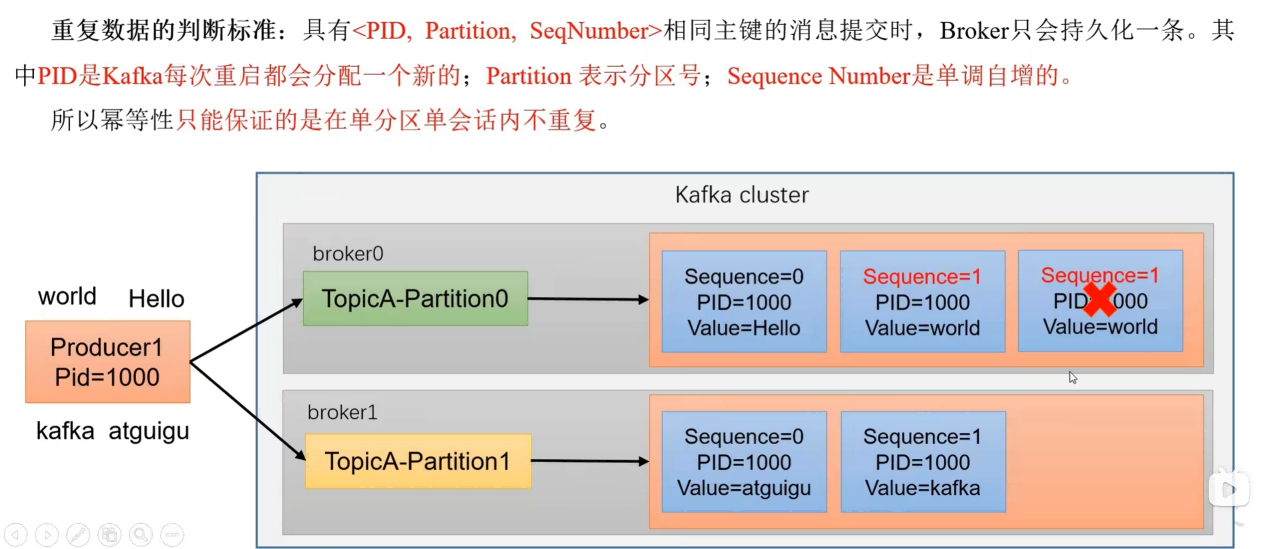 重复数据的判断标准：具有<PID, Partition, SeqNumber>相同主键的消息提交时，Broker只会持久化一条。其
中PID是Kafka每次重启都会分配一个新的；Partition 表示分区号；Sequence Number是单调自增的。
所以幂等性只能保证的是在单分区单会话内不重复。
Kafka cluster
broker0
TopicA-Partition0
Sequence=0
PID=1000
Value=Hello
Sequence=1
PID=1000
Value=world
Sequence=1
PID=1000
Value=world
world Hello
Producer1
Pid=1000
kafka atguigu
broker1
TopicA-Partition1
Sequence=0
PID=1000
Value=atguigu
Sequence=1
PID=1000
Value=kafka